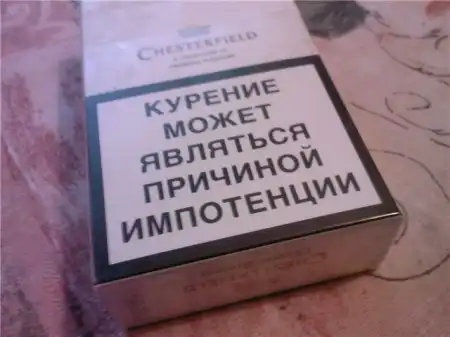 CHESTERFIELD
КУРЕНИЕ
МОЖЕТ
ЯВЛЯТЬСЯ
ПРИЧИНОЙ
ИМПОТЕНЦИИ